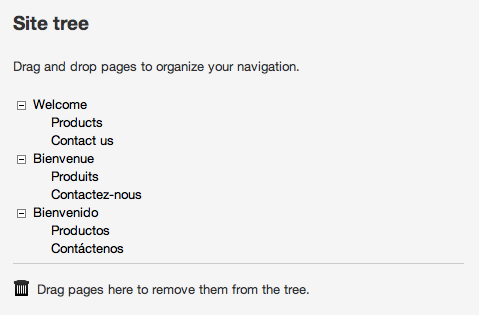 Site tree
Drag and drop pages to organize your navigation.
Welcome
Products
Contact us
Bienvenue
Produits
Contactez-nous
Bienvenido
Productos
Contáctenos
Drag pages here to remove them from the tree.